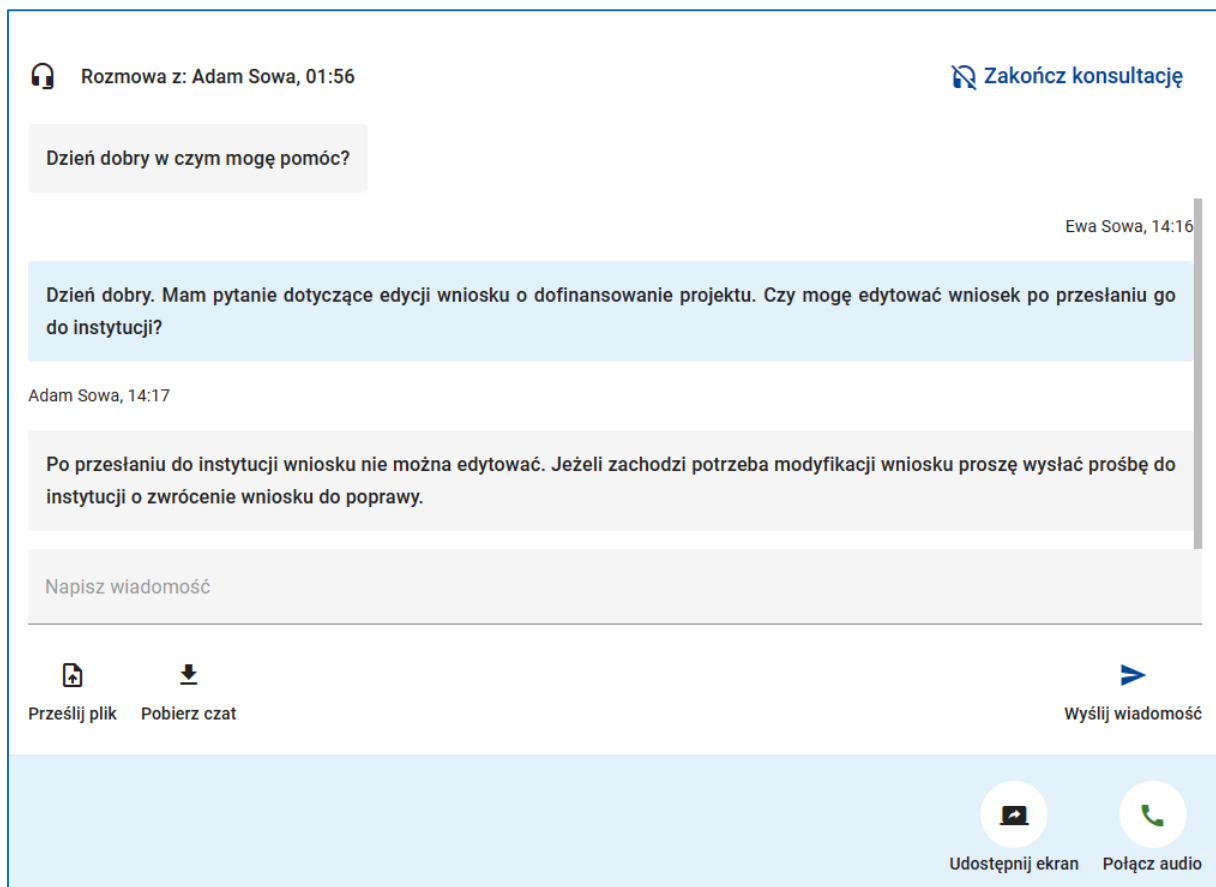 Rozmowa z: Adam Sowa, 01:56
Zakończ konsultację
Dzień dobry w czym mogę pomóc?
Ewa Sowa, 14:16
Dzień dobry. Mam pytanie dotyczące edycji wniosku o dofinansowanie projektu. Czy mogę edytować wniosek po przesłaniu go
do instytucji?
Adam Sowa, 14:17
Po przesłaniu do instytucji wniosku nie można edytować. Jeżeli zachodzi potrzeba modyfikacji wniosku proszę wysłać prośbę do
instytucji o zwrócenie wniosku do poprawy.
Napisz wiadomość
Prześlij plik
Pobierz czat
Wyślij wiadomość
Udostępnij ekran
Połącz audio